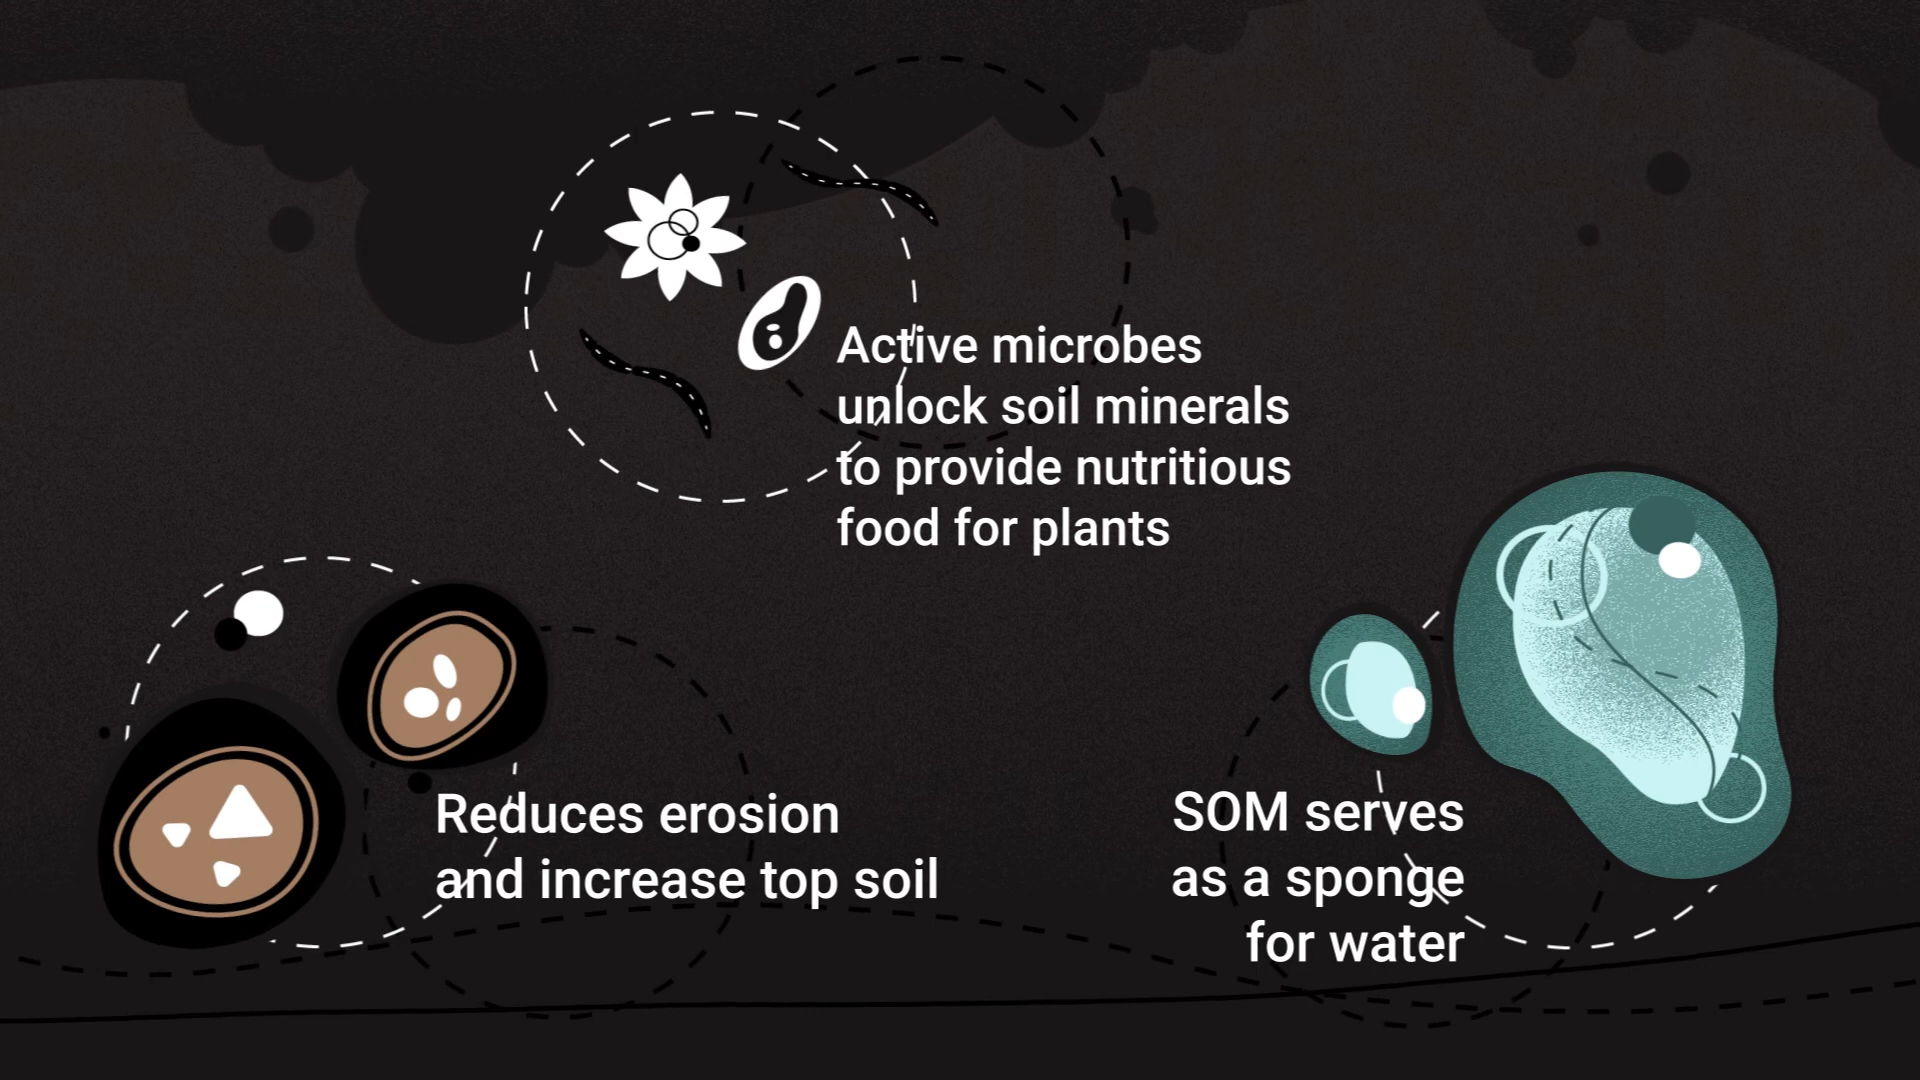 Active microbes
unlock soil minerals
to provide nutritious
food for plants
Reduces erosion
and increase top soil
SOM serves
as a sponge
for water